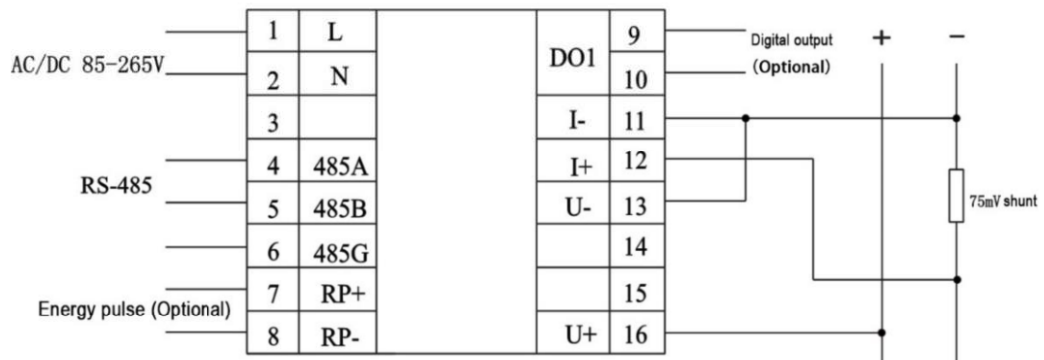 1 L
AC/DC 85-265V
2 N
3
4 485A
RS-485
5 485B
6 485G
7 RP+
Energy pulse (Optional)
8 RP-
DO1
9
10
Digital output
(Optional)
+ −
I- 11
I+ 12
U- 13
14
15
U+ 16
75mV shunt